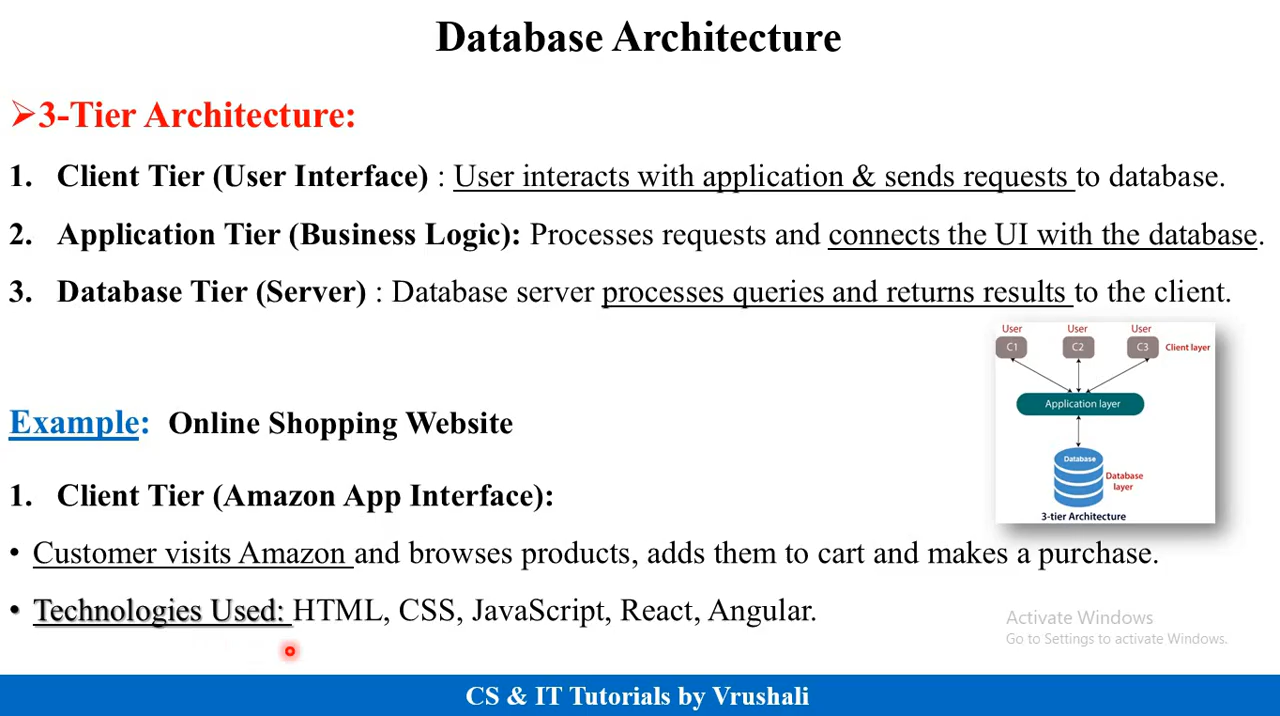 Database Architecture
➢3-Tier Architecture:
1. Client Tier (User Interface) : User interacts with application & sends requests to database.
2. Application Tier (Business Logic): Processes requests and connects the UI with the database.
3. Database Tier (Server) : Database server processes queries and returns results to the client.
User User User
C1 C2 C3 Client layer
Application layer
Database
Database
layer
3-tier Architecture
Example: Online Shopping Website
1. Client Tier (Amazon App Interface):
• Customer visits Amazon and browses products, adds them to cart and makes a purchase.
• Technologies Used: HTML, CSS, JavaScript, React, Angular.
Activate Windows
Go to Settings to activate Windows.
CS & IT Tutorials by Vrushali